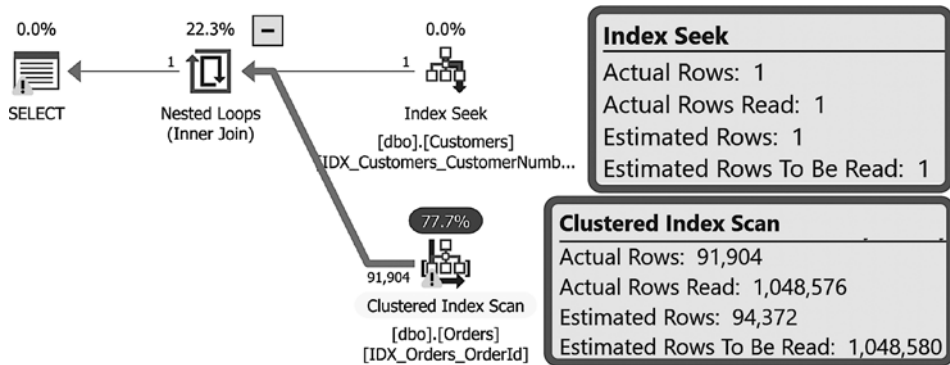 0.0%
22.3%
0.0%
1
1
SELECT
Nested Loops
(Inner Join)
Index Seek
[dbo].[Customers]
[IDX_Customers_CustomerNumb...
77.7%
91,904
Clustered Index Scan
[dbo].[Orders]
[IDX_Orders_OrderId]
Index Seek
Actual Rows: 1
Actual Rows Read: 1
Estimated Rows: 1
Estimated Rows To Be Read: 1
Clustered Index Scan
Actual Rows: 91,904
Actual Rows Read: 1,048,576
Estimated Rows: 94,372
Estimated Rows To Be Read: 1,048,580